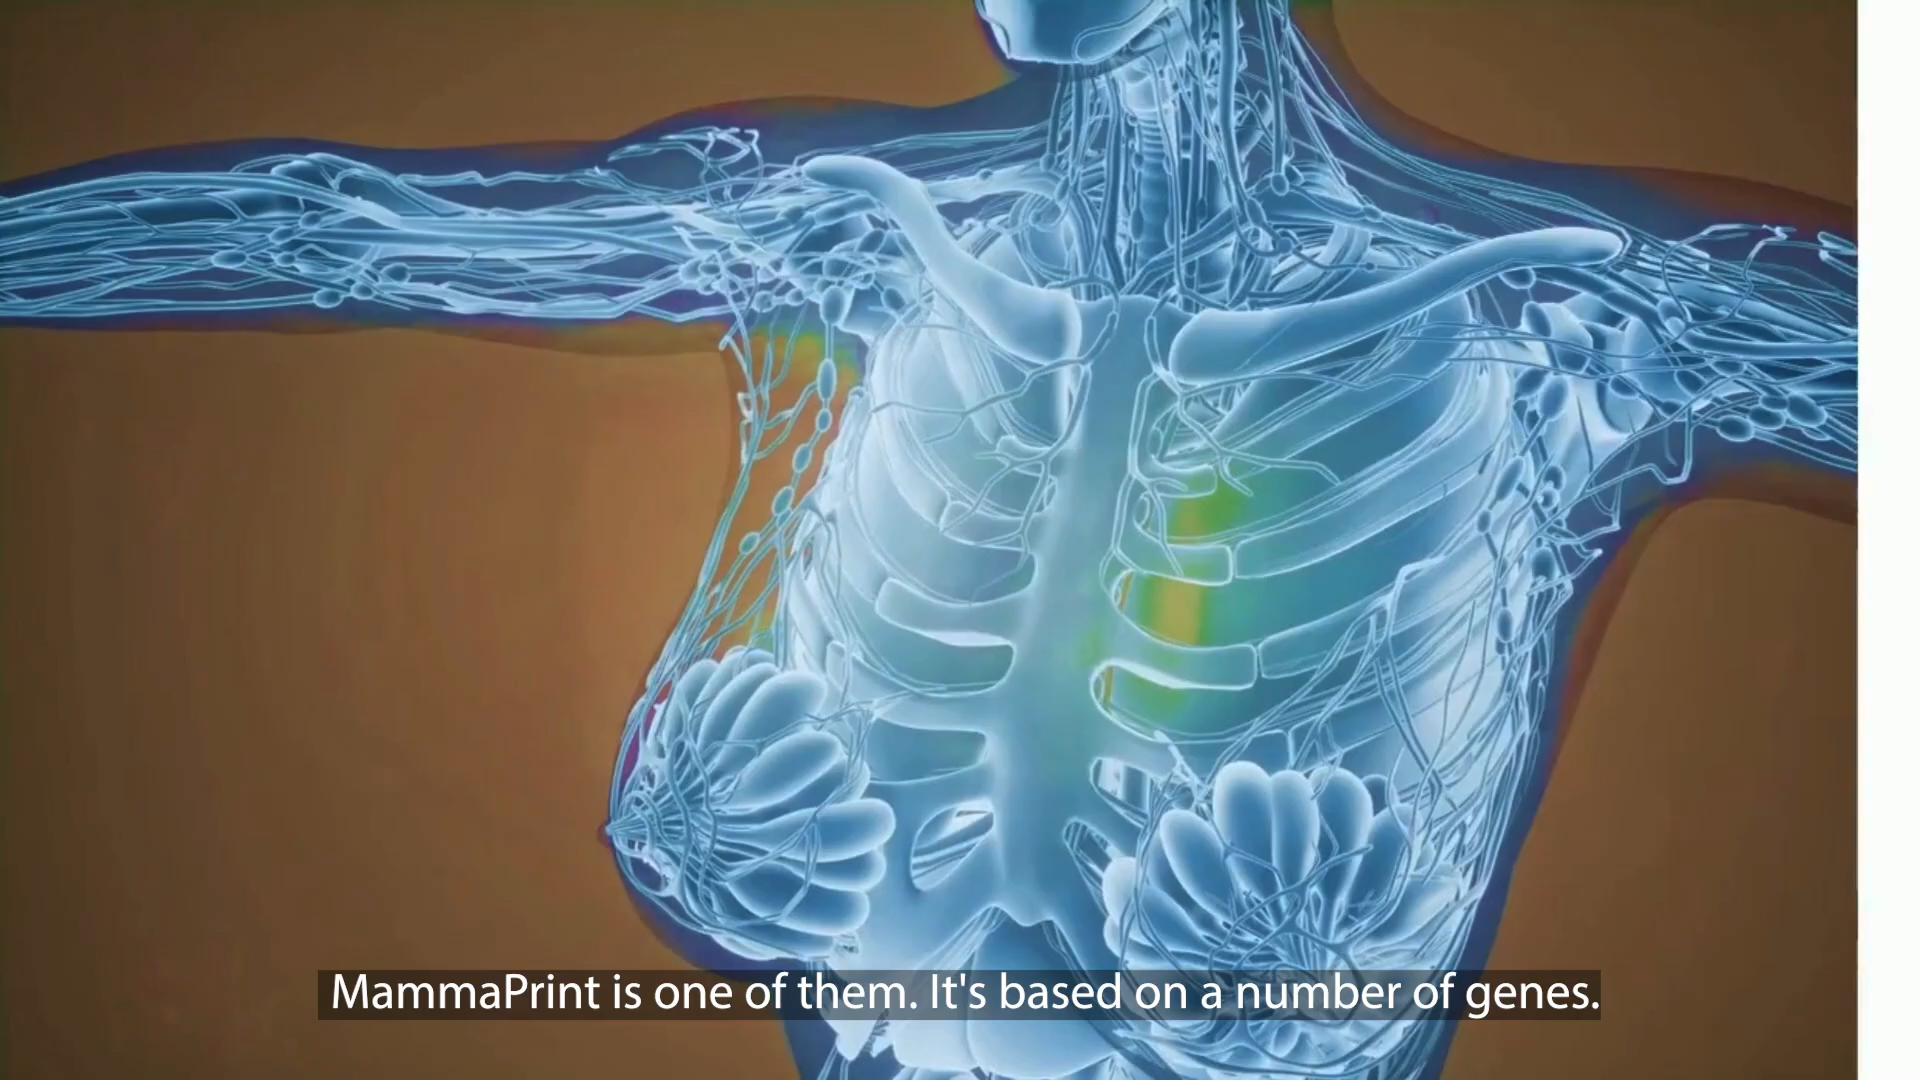 MammaPrint is one of them. It's based on a number of genes.